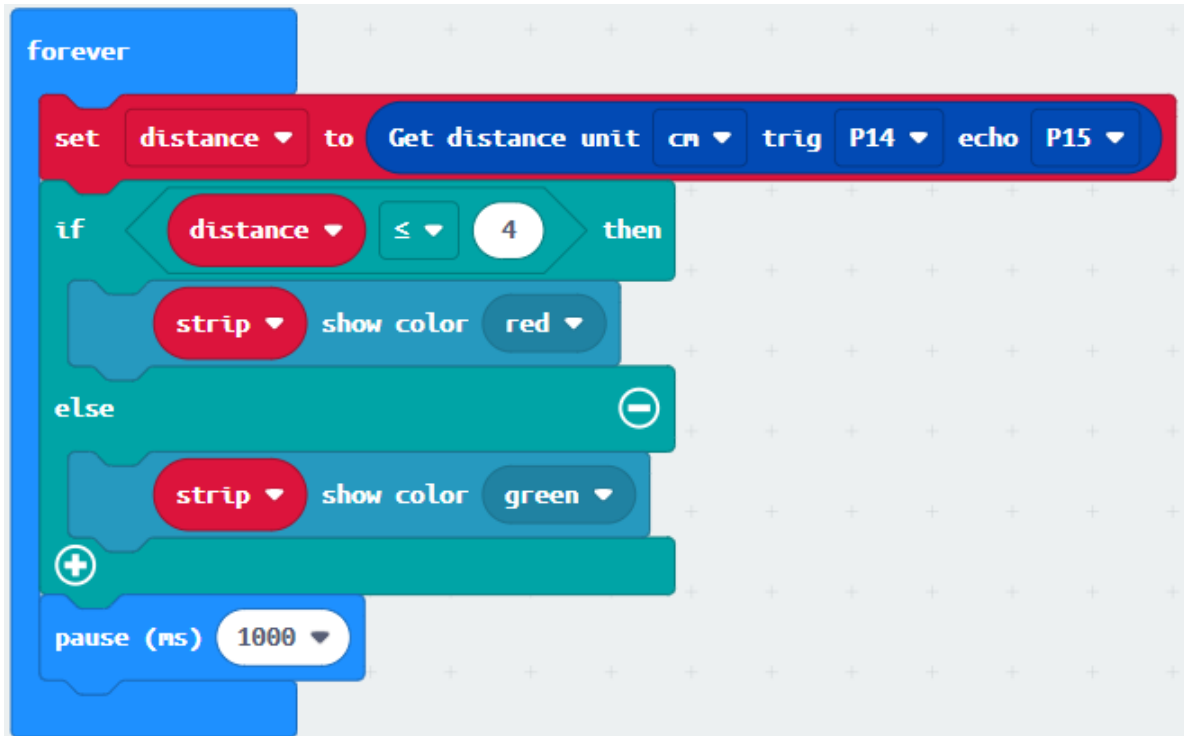 forever
set distance to Get distance unit cm trig P14 echo P15
if distance ≤ 4 then
strip show color red
else
strip show color green
pause (ms) 1000